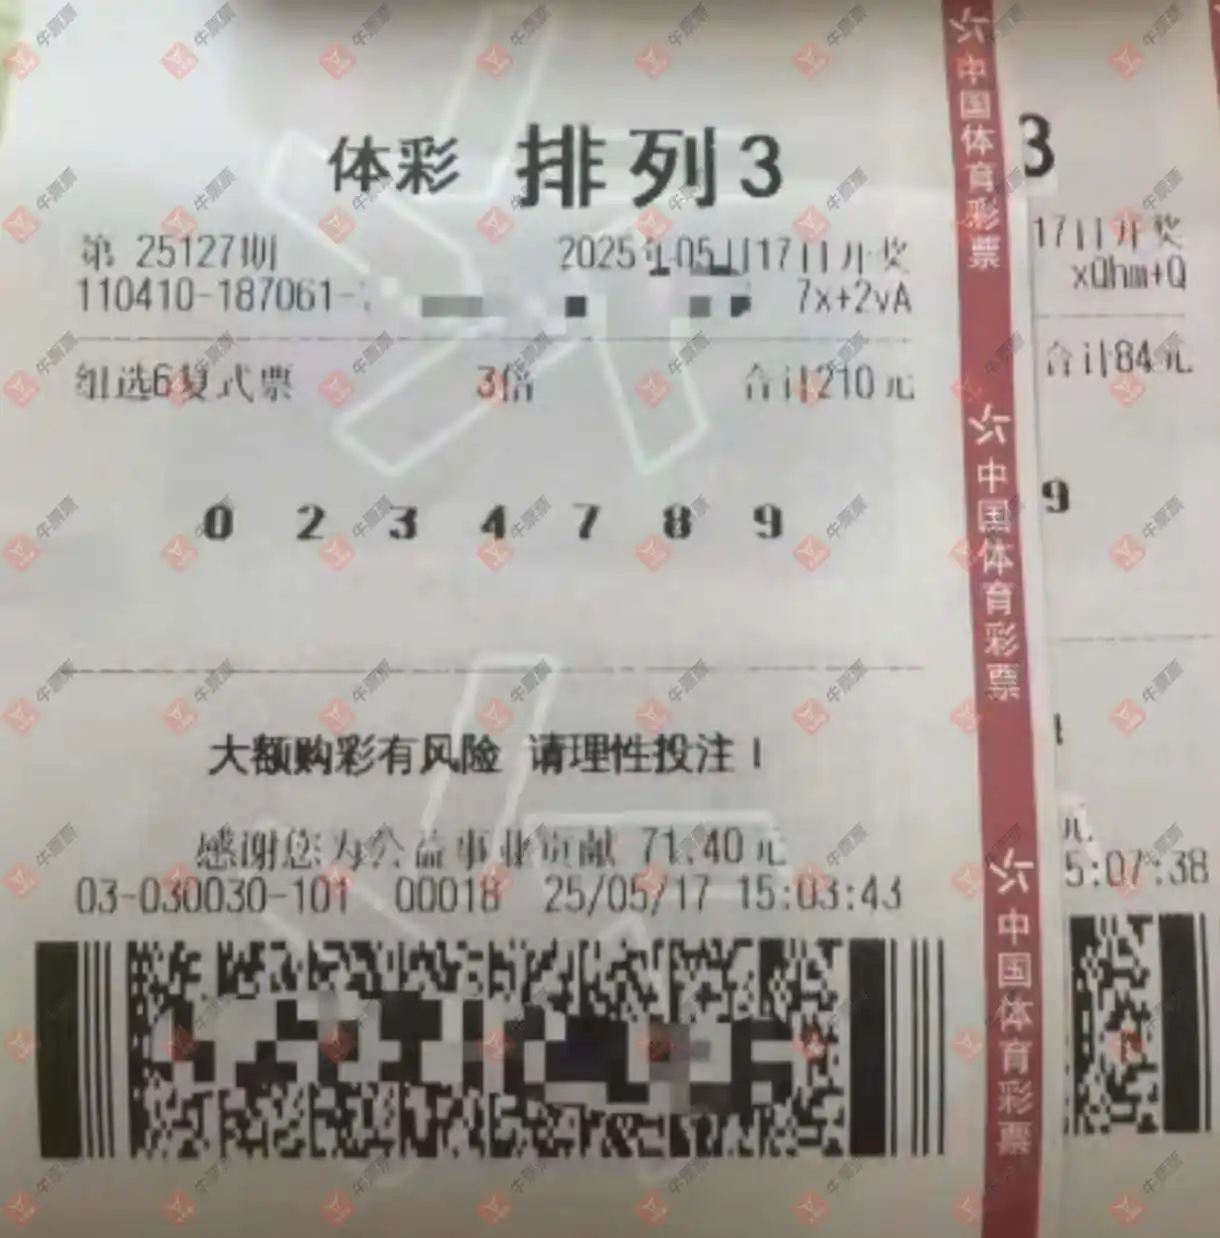 体彩 排列3
第 25127期 2025年05月17日开奖
110410-187061- 7x+2vA
组选6复式票 3倍 合计210元
0 2 3 4 7 8 9
大额购彩有风险 请理性投注！
感谢您为公益事业贡献 71.40元
03-030030-101 00018 25/05/17 15:03:43
中国体育彩票
中国体育彩票
中国体育彩票
3
17日开奖
xQhm+Q
合计84元
9
元
5:07:38
牛票票